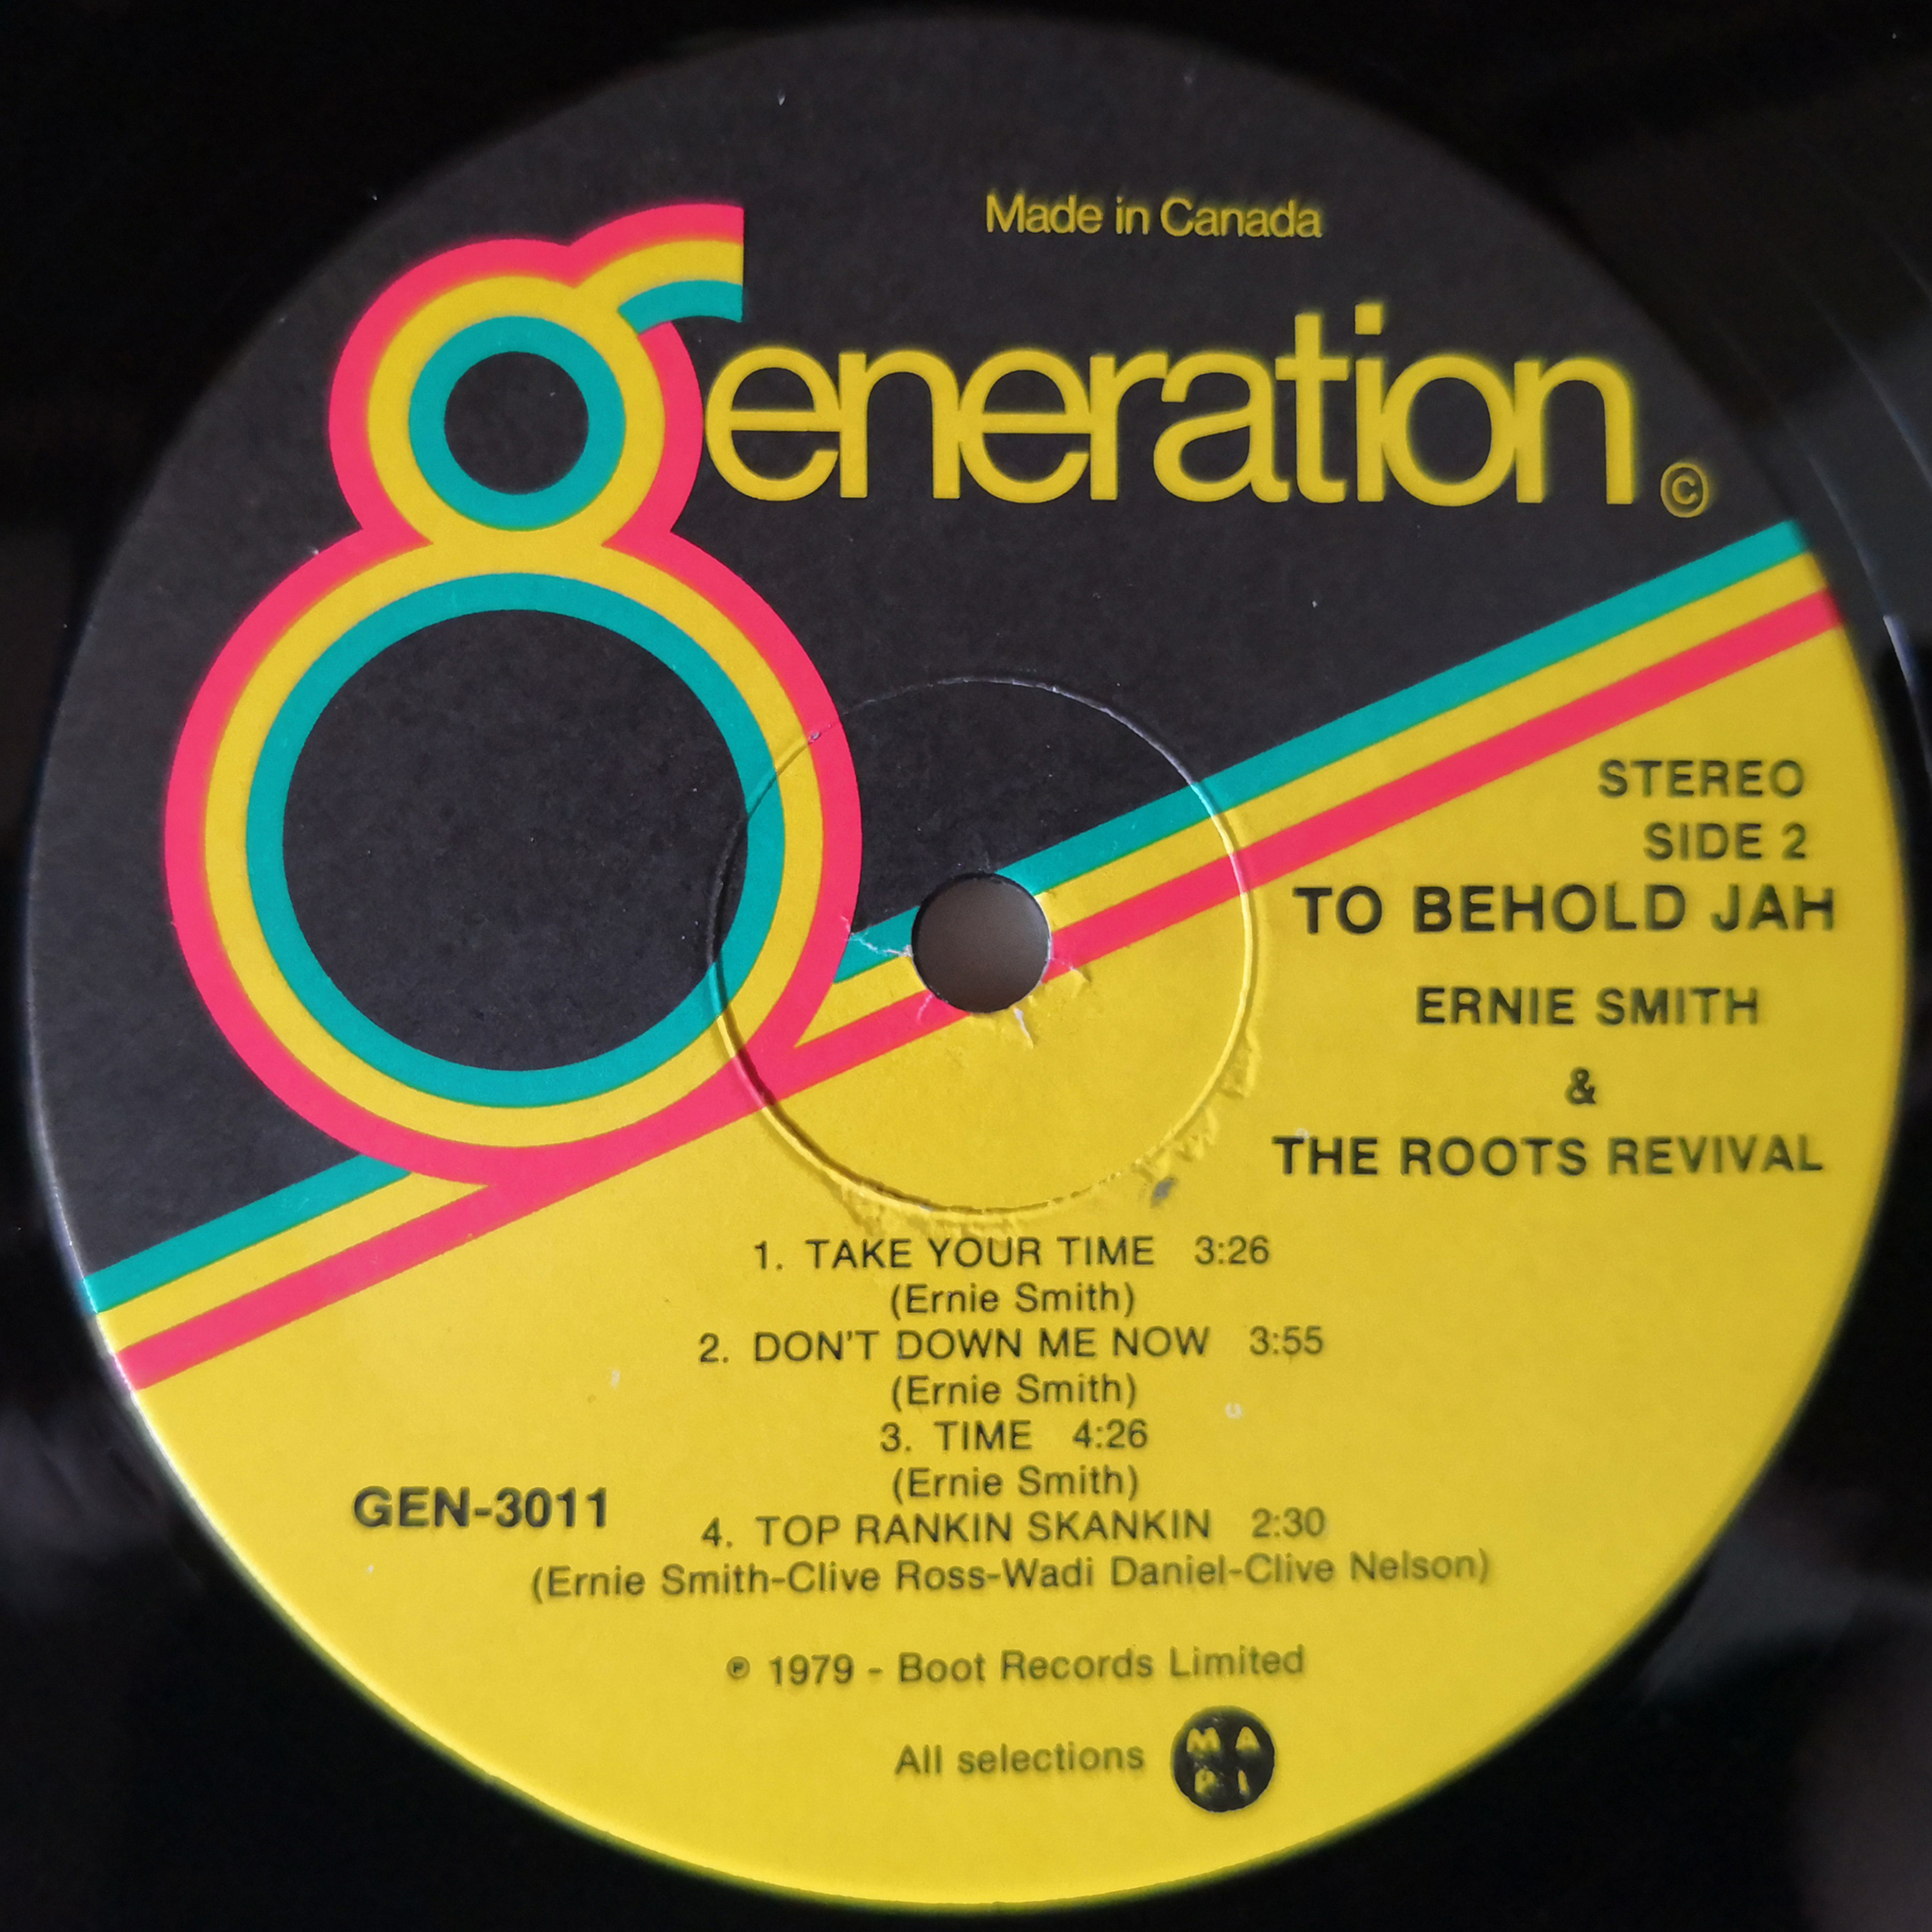 Made in Canada
generation ©
STEREO
SIDE 2
TO BEHOLD JAH
ERNIE SMITH
&
THE ROOTS REVIVAL
1. TAKE YOUR TIME 3:26
(Ernie Smith)
2. DON'T DOWN ME NOW 3:55
(Ernie Smith)
3. TIME 4:26
(Ernie Smith)
GEN-3011
4. TOP RANKIN SKANKIN 2:30
(Ernie Smith-Clive Ross-Wadi Daniel-Clive Nelson)
℗ 1979 - Boot Records Limited
All selections MAPL